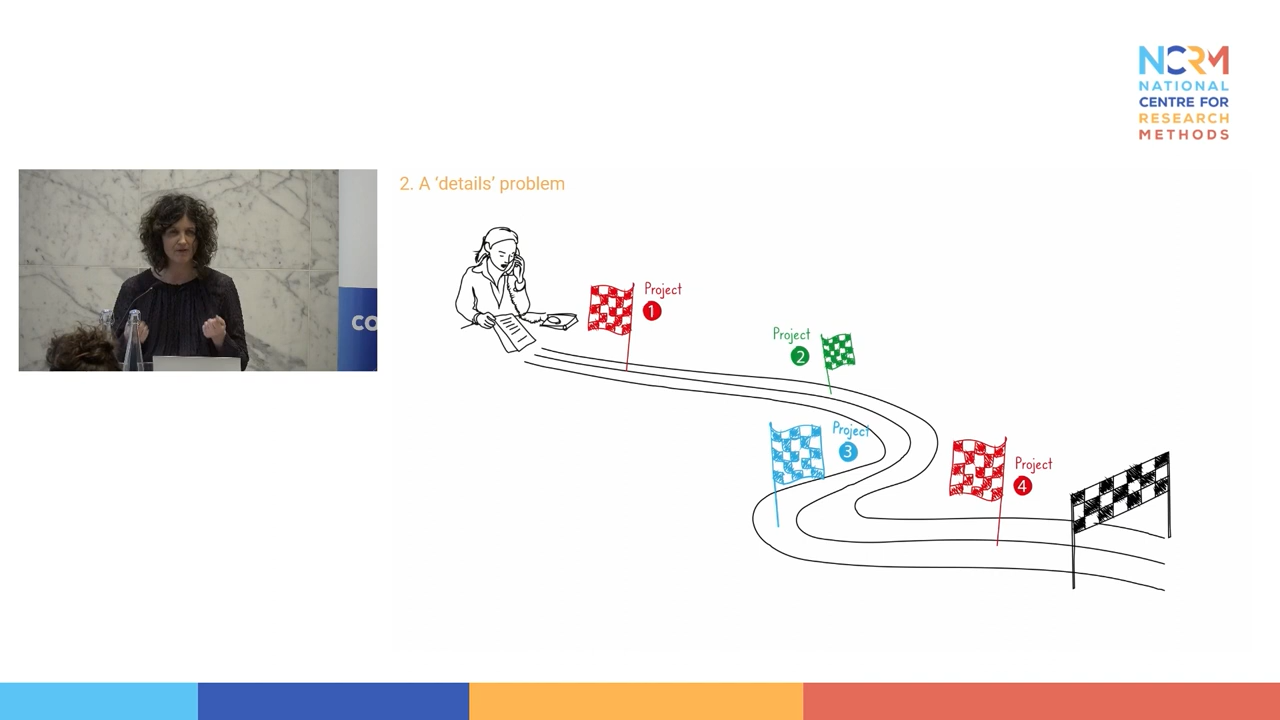 NCRM
NATIONAL
CENTRE FOR
RESEARCH
METHODS
2. A ‘details’ problem
Project
1
Project
2
Project
3
Project
4
CO